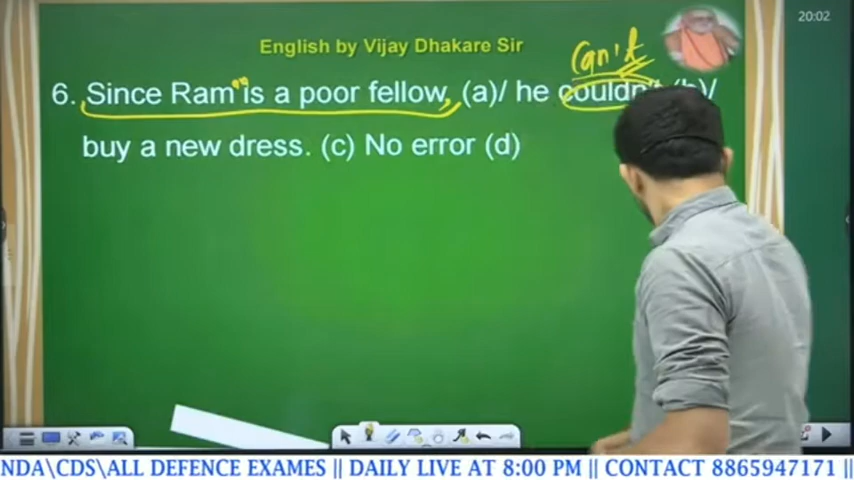 20:02
English by Vijay Dhakare Sir
Can't
6. Since Ram is a poor fellow, (a)/ he couldn't (b)/
buy a new dress. (c) No error (d)
NDA\CDS\ALL DEFENCE EXAMES || DAILY LIVE AT 8:00 PM || CONTACT 8865947171 ||